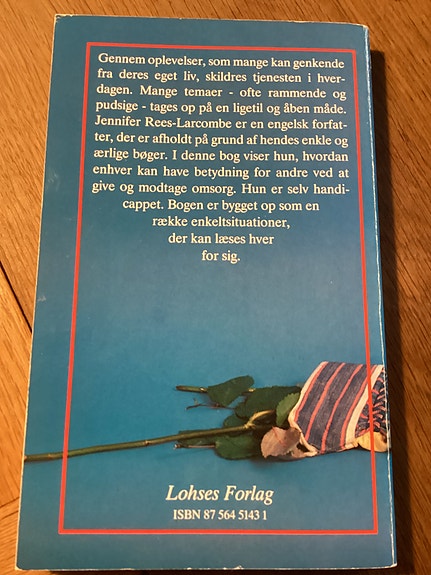 Gennem oplevelser, som mange kan genkende
fra deres eget liv, skildres tjenesten i hver-
dagen. Mange temaer - ofte rammende og
pudsige - tages op på en ligetil og åben måde.
Jennifer Rees-Larcombe er en engelsk forfat-
ter, der er afholdt på grund af hendes enkle og
ærlige bøger. I denne bog viser hun, hvordan
enhver kan have betydning for andre ved at
give og modtage omsorg. Hun er selv handi-
cappet. Bogen er bygget op som en
række enkeltsituationer,
der kan læses hver
for sig.
Lohses Forlag
ISBN 87 564 5143 1